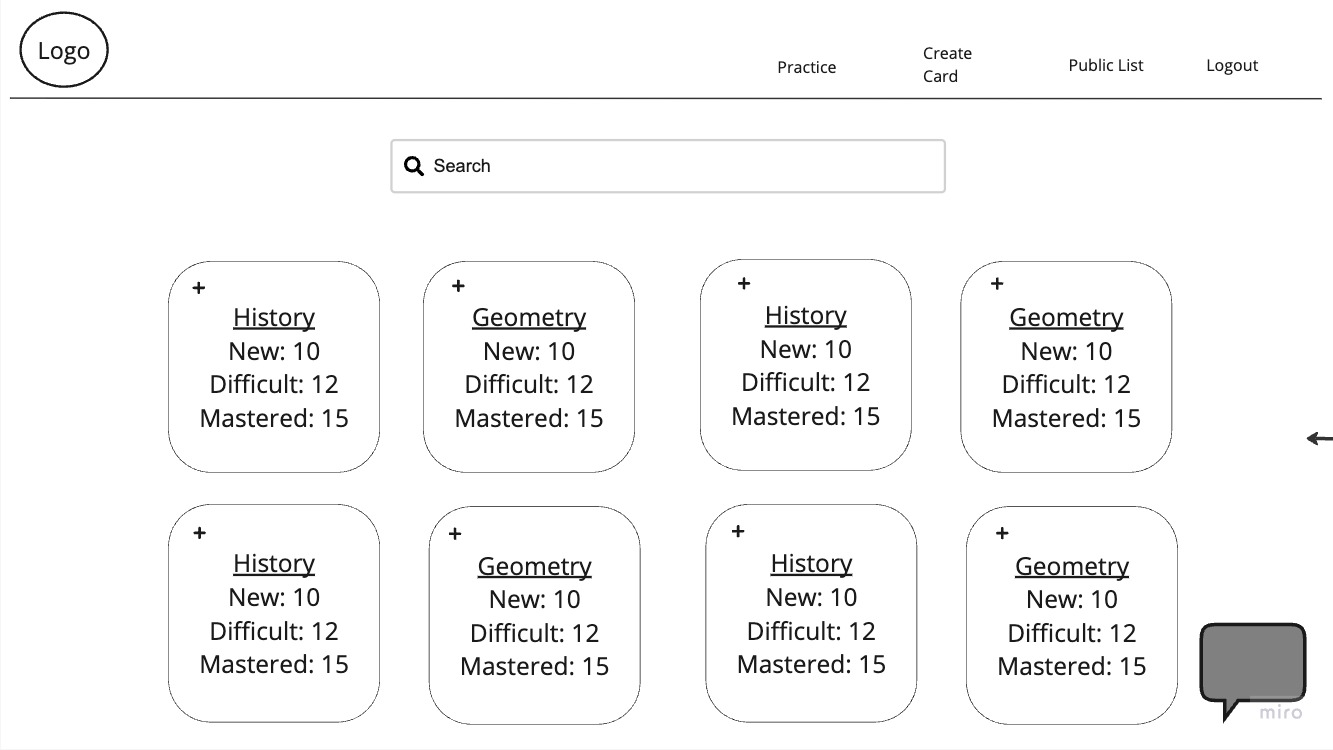 Logo
Practice
Create
Card
Public List
Logout
Search
+
History
New: 10
Difficult: 12
Mastered: 15
+
Geometry
New: 10
Difficult: 12
Mastered: 15
+
History
New: 10
Difficult: 12
Mastered: 15
+
Geometry
New: 10
Difficult: 12
Mastered: 15
+
History
New: 10
Difficult: 12
Mastered: 15
+
Geometry
New: 10
Difficult: 12
Mastered: 15
+
History
New: 10
Difficult: 12
Mastered: 15
+
Geometry
New: 10
Difficult: 12
Mastered: 15
miro